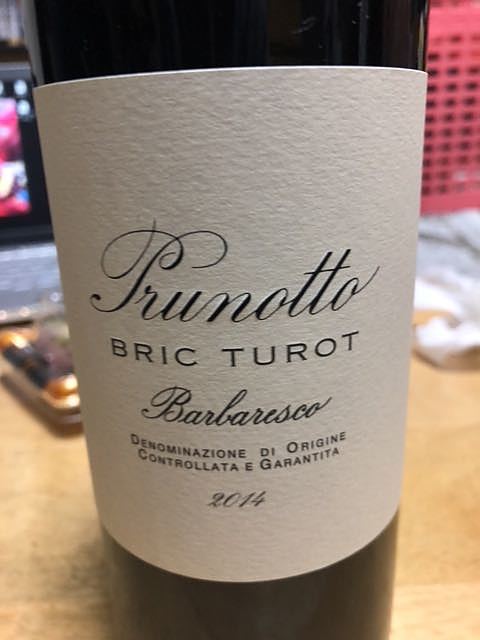 Prunotto
BRIC TUROT
Barbaresco
DENOMINAZIONE DI ORIGINE
CONTROLLATA E GARANTITA
2014